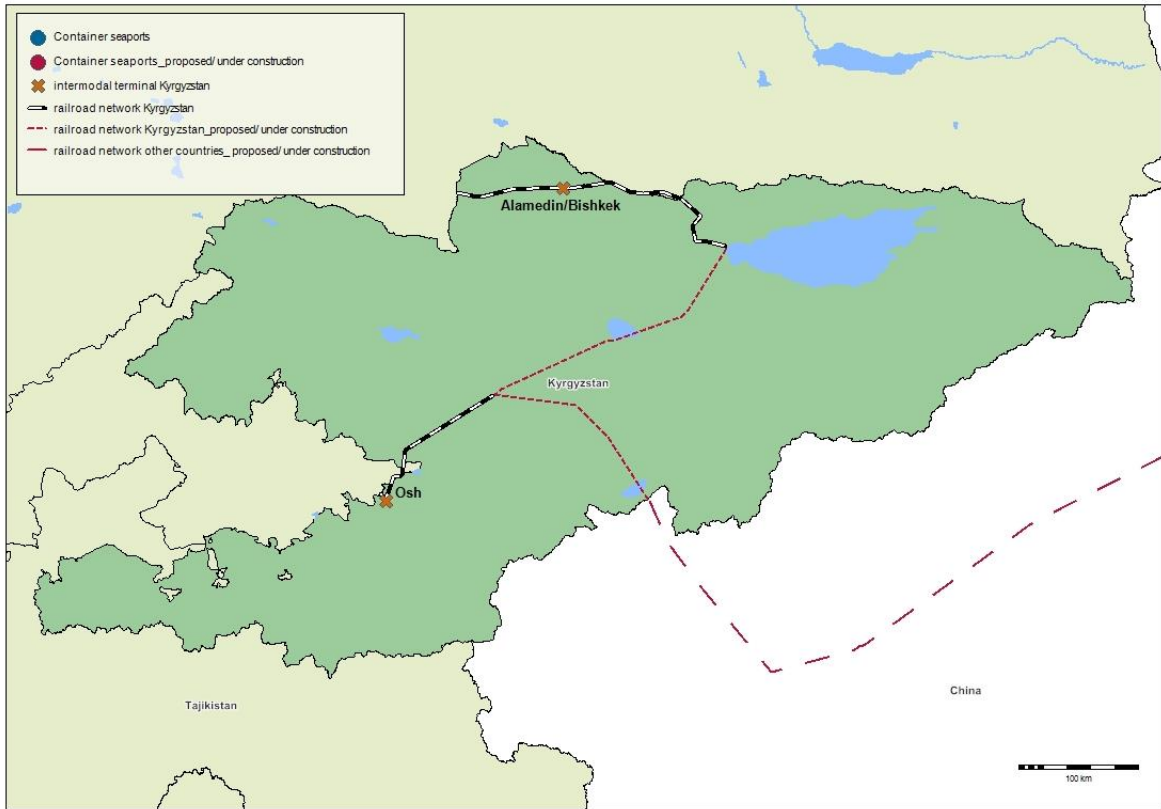 Container seaports
Container seaports_proposed/ under construction
intermodal terminal Kyrgyzstan
railroad network Kyrgyzstan
railroad network Kyrgyzstan_proposed/ under construction
railroad network other countries_ proposed/ under construction
Alamedin/Bishkek
Kyrgyzstan
Osh
Tajikistan
China
100 km